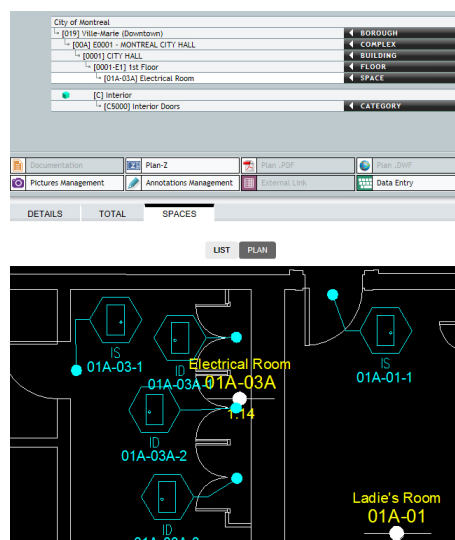 City of Montreal
[019] Ville-Marie (Downtown) BOROUGH
[00A] E0001 - MONTREAL CITY HALL COMPLEX
[0001] CITY HALL BUILDING
[0001-E1] 1st Floor FLOOR
[01A-03A] Electrical Room SPACE
[C] Interior
[C5000] Interior Doors CATEGORY
Documentation Plan-Z Plan .PDF Plan .DWF
Pictures Management Annotations Management External Link Data Entry
DETAILS TOTAL SPACES
LIST PLAN
IS
01A-03-1
ID
Electrical Room
01A-03A-1
01A-03A
1:14
IS
01A-01-1
ID
01A-03A-2
Ladie's Room
01A-01
ID